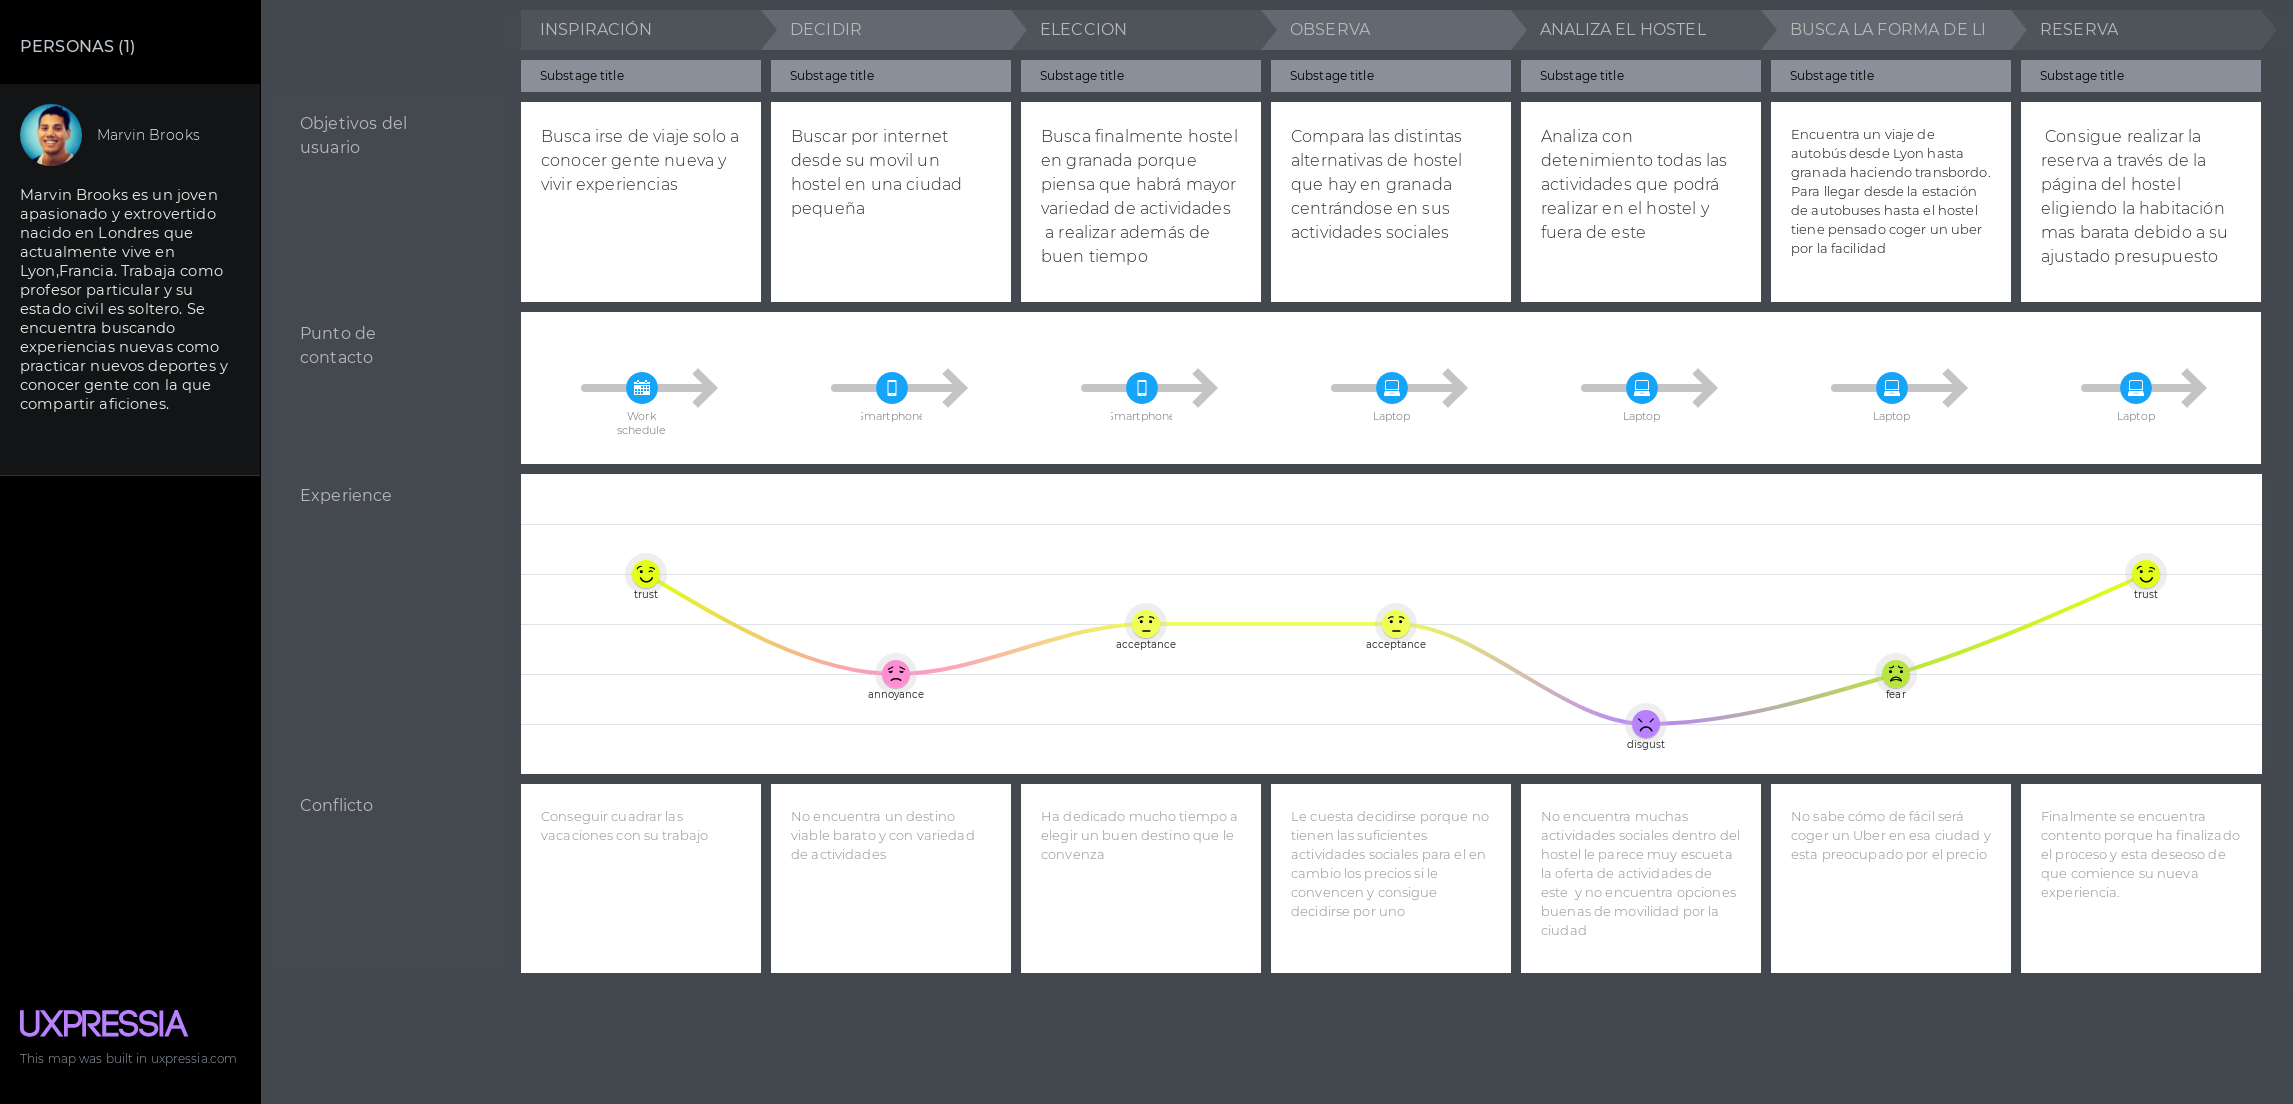 PERSONAS (1)
Marvin Brooks
Marvin Brooks es un joven
apasionado y extrovertido
nacido en Londres que
actualmente vive en
Lyon,Francia. Trabaja como
profesor particular y su
estado civil es soltero. Se
encuentra buscando
experiencias nuevas como
practicar nuevos deportes y
conocer gente con la que
compartir aficiones.
UXPRESSIA
This map was built in uxpressia.com
INSPIRACIÓN
DECIDIR
ELECCION
OBSERVA
ANALIZA EL HOSTEL
BUSCA LA FORMA DE LI
RESERVA
Substage title
Substage title
Substage title
Substage title
Substage title
Substage title
Substage title
Objetivos del
usuario
Busca irse de viaje solo a
conocer gente nueva y
vivir experiencias
Buscar por internet
desde su movil un
hostel en una ciudad
pequeña
Busca finalmente hostel
en granada porque
piensa que habrá mayor
variedad de actividades
a realizar además de
buen tiempo
Compara las distintas
alternativas de hostel
que hay en granada
centrándose en sus
actividades sociales
Analiza con
detenimiento todas las
actividades que podrá
realizar en el hostel y
fuera de este
Encuentra un viaje de
autobús desde Lyon hasta
granada haciendo transbordo.
Para llegar desde la estación
de autobuses hasta el hostel
tiene pensado coger un uber
por la facilidad
Consigue realizar la
reserva a través de la
página del hostel
eligiendo la habitación
mas barata debido a su
ajustado presupuesto
Punto de
contacto
Work
schedule
Smartphone
Smartphone
Laptop
Laptop
Laptop
Laptop
Experience
trust
annoyance
acceptance
acceptance
disgust
fear
trust
Conflicto
Conseguir cuadrar las
vacaciones con su trabajo
No encuentra un destino
viable barato y con variedad
de actividades
Ha dedicado mucho tiempo a
elegir un buen destino que le
convenza
Le cuesta decidirse porque no
tienen las suficientes
actividades sociales para el en
cambio los precios si le
convencen y consigue
decidirse por uno
No encuentra muchas
actividades sociales dentro del
hostel le parece muy escueta
la oferta de actividades de
este y no encuentra opciones
buenas de movilidad por la
ciudad
No sabe cómo de fácil será
coger un Uber en esa ciudad y
esta preocupado por el precio
Finalmente se encuentra
contento porque ha finalizado
el proceso y esta deseoso de
que comience su nueva
experiencia.